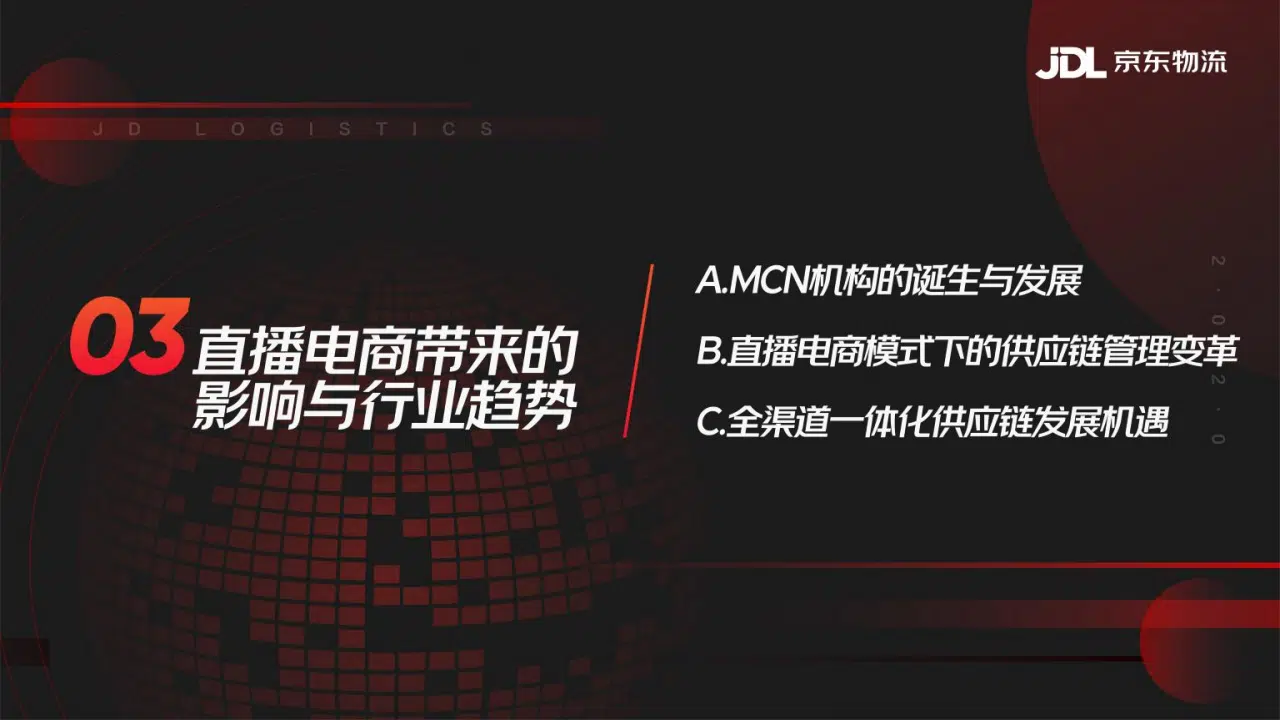 JDL 京东物流
JD LOGISTICS
03 直播电商带来的
影响与行业趋势
A.MCN机构的诞生与发展
B.直播电商模式下的供应链管理变革
C.全渠道一体化供应链发展机遇
2·02·0